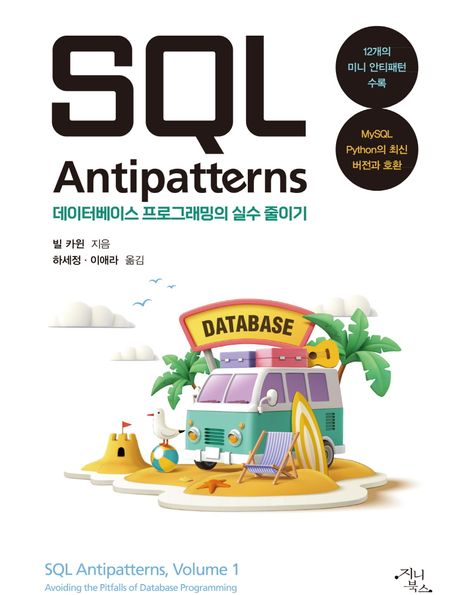 SQL
Antipatterns
데이터베이스 프로그래밍의 실수 줄이기
빌 카윈 지음
하세정 · 이애라 옮김
12개의
미니 안티패턴
수록
MySQL
Python의 최신
버전과 호환
DATABASE
SQL Antipatterns, Volume 1
Avoiding the Pitfalls of Database Programming
지니
북스